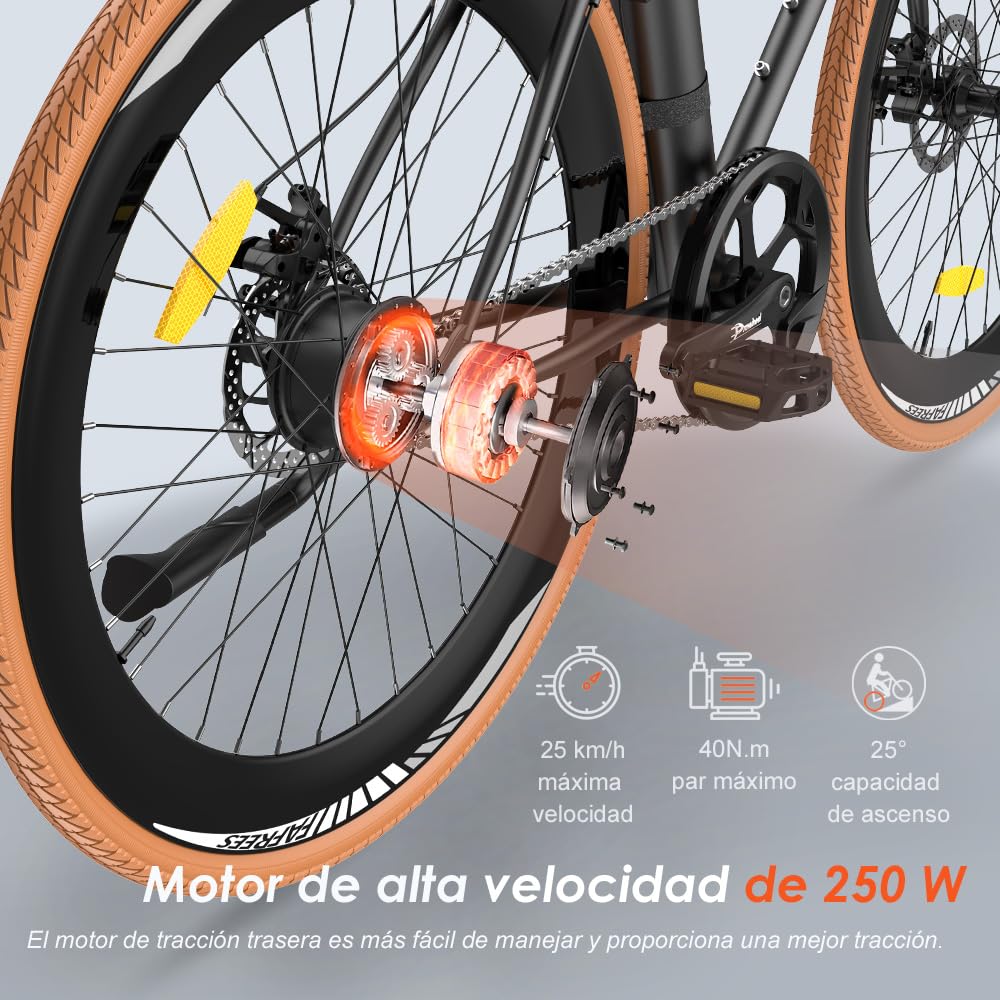 FAFREES
25 km/h
máxima
velocidad
40N.m
par máximo
25°
capacidad
de ascenso
FAFREES
Motor de alta velocidad de 250 W
El motor de tracción trasera es más fácil de manejar y proporciona una mejor tracción.